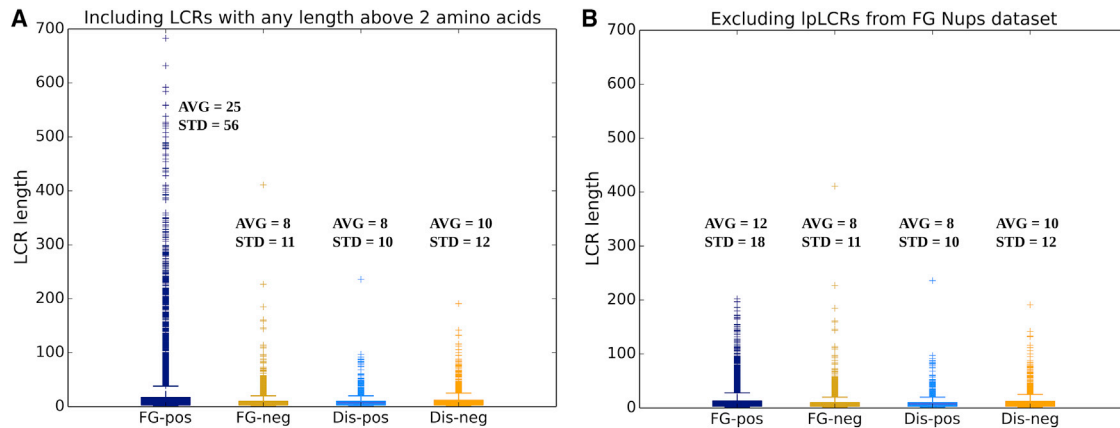 A
Including LCRs with any length above 2 amino acids
700
600
500
400
300
200
100
0
LCR length
AVG = 25
STD = 56
AVG = 8
STD = 11
AVG = 8
STD = 10
AVG = 10
STD = 12
FG-pos
FG-neg
Dis-pos
Dis-neg
B
Excluding lpLCRs from FG Nups dataset
700
600
500
400
300
200
100
0
LCR length
AVG = 12
STD = 18
AVG = 8
STD = 11
AVG = 8
STD = 10
AVG = 10
STD = 12
FG-pos
FG-neg
Dis-pos
Dis-neg